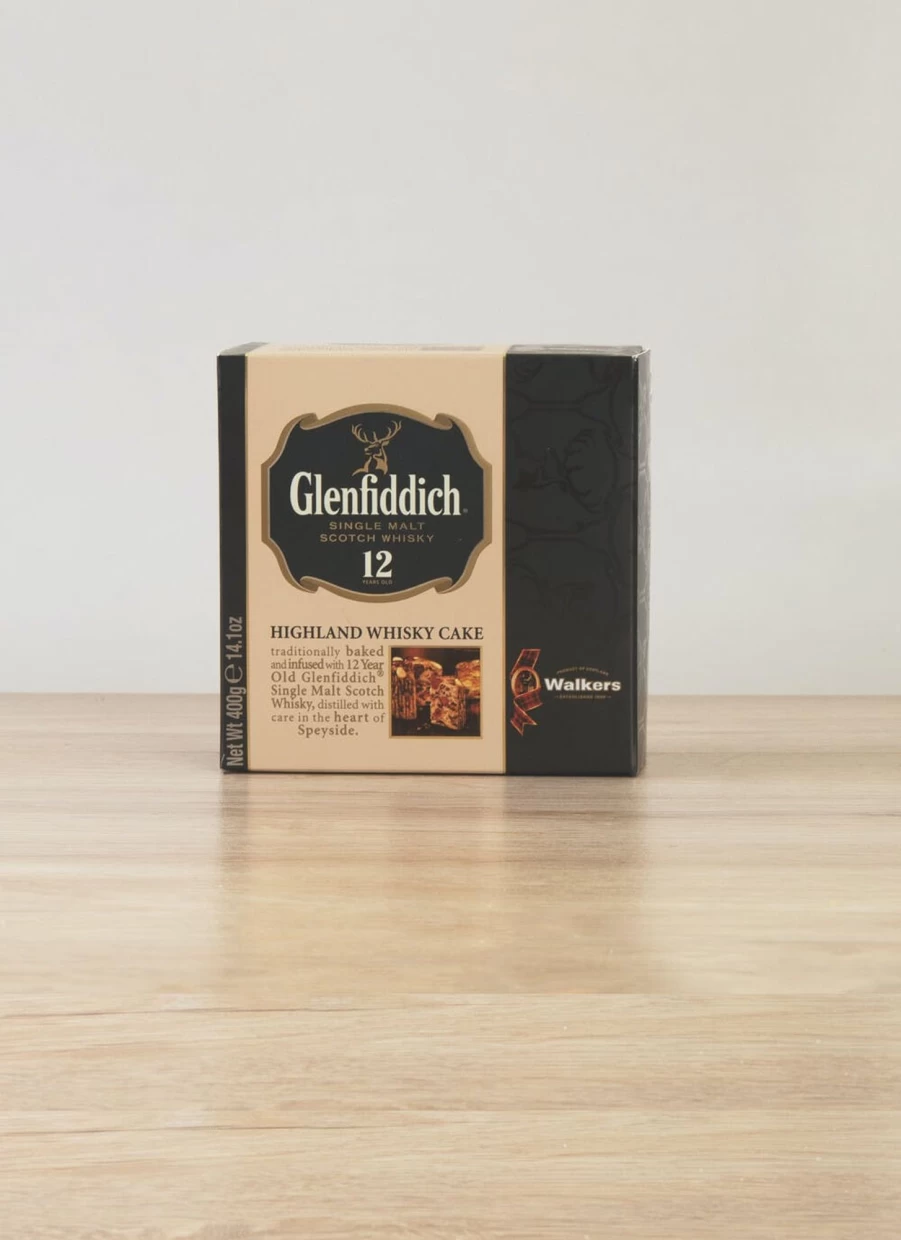 Glenfiddich®
SINGLE MALT
SCOTCH WHISKY
12
YEARS OLD
HIGHLAND WHISKY CAKE
traditionally baked
and infused with 12 Year
Old Glenfiddich®
Single Malt Scotch
Whisky, distilled with
care in the heart of
Speyside.
Net Wt 400g ℮ 14.1oz
Walkers